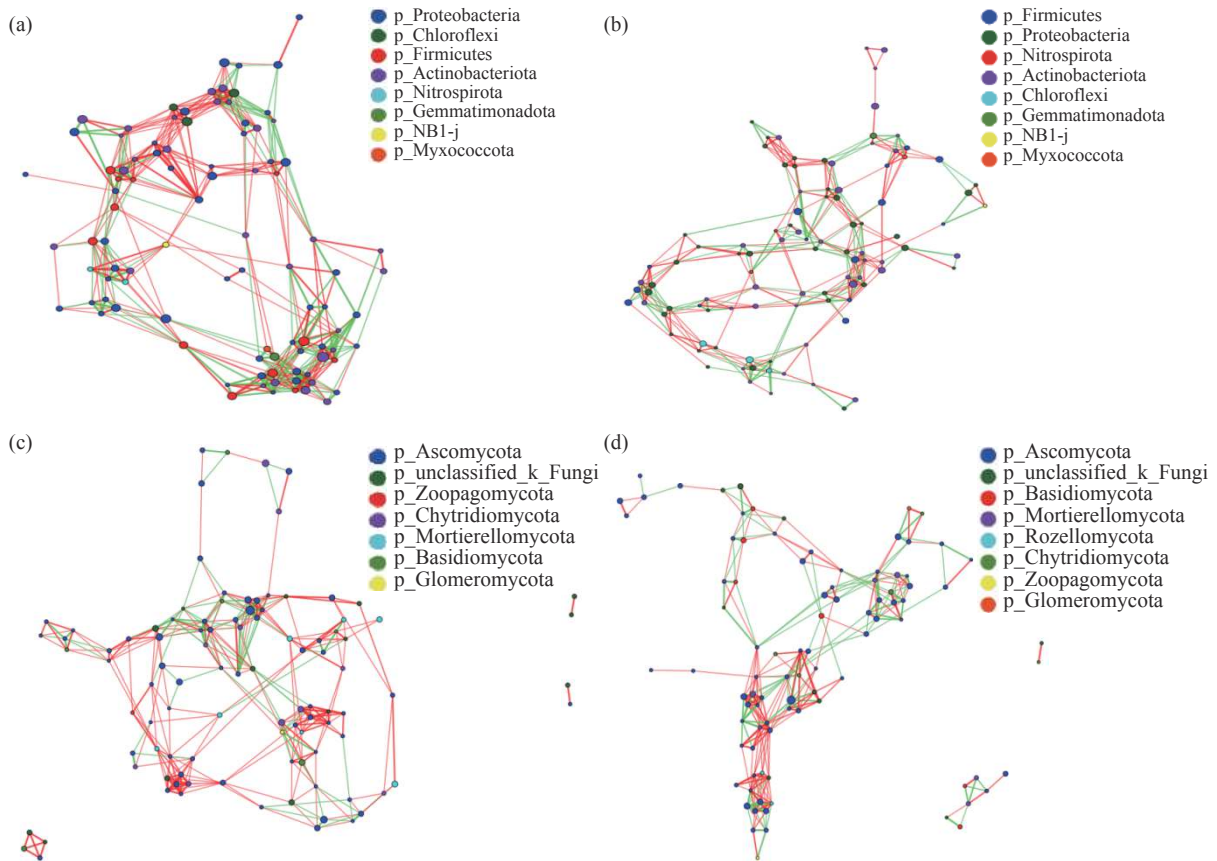 (a)
p_Proteobacteria
p_Chloroflexi
p_Firmicutes
p_Actinobacteriota
p_Nitrospirota
p_Gemmatimonadota
p_NB1-j
p_Myxococcota
(b)
p_Firmicutes
p_Proteobacteria
p_Nitrospirota
p_Actinobacteriota
p_Chloroflexi
p_Gemmatimonadota
p_NB1-j
p_Myxococcota
(c)
p_Ascomycota
p_unclassified_k_Fungi
p_Zoopagomycota
p_Chytridiomycota
p_Mortierellomycota
p_Basidiomycota
p_Glomeromycota
(d)
p_Ascomycota
p_unclassified_k_Fungi
p_Basidiomycota
p_Mortierellomycota
p_Rozellomycota
p_Chytridiomycota
p_Zoopagomycota
p_Glomeromycota